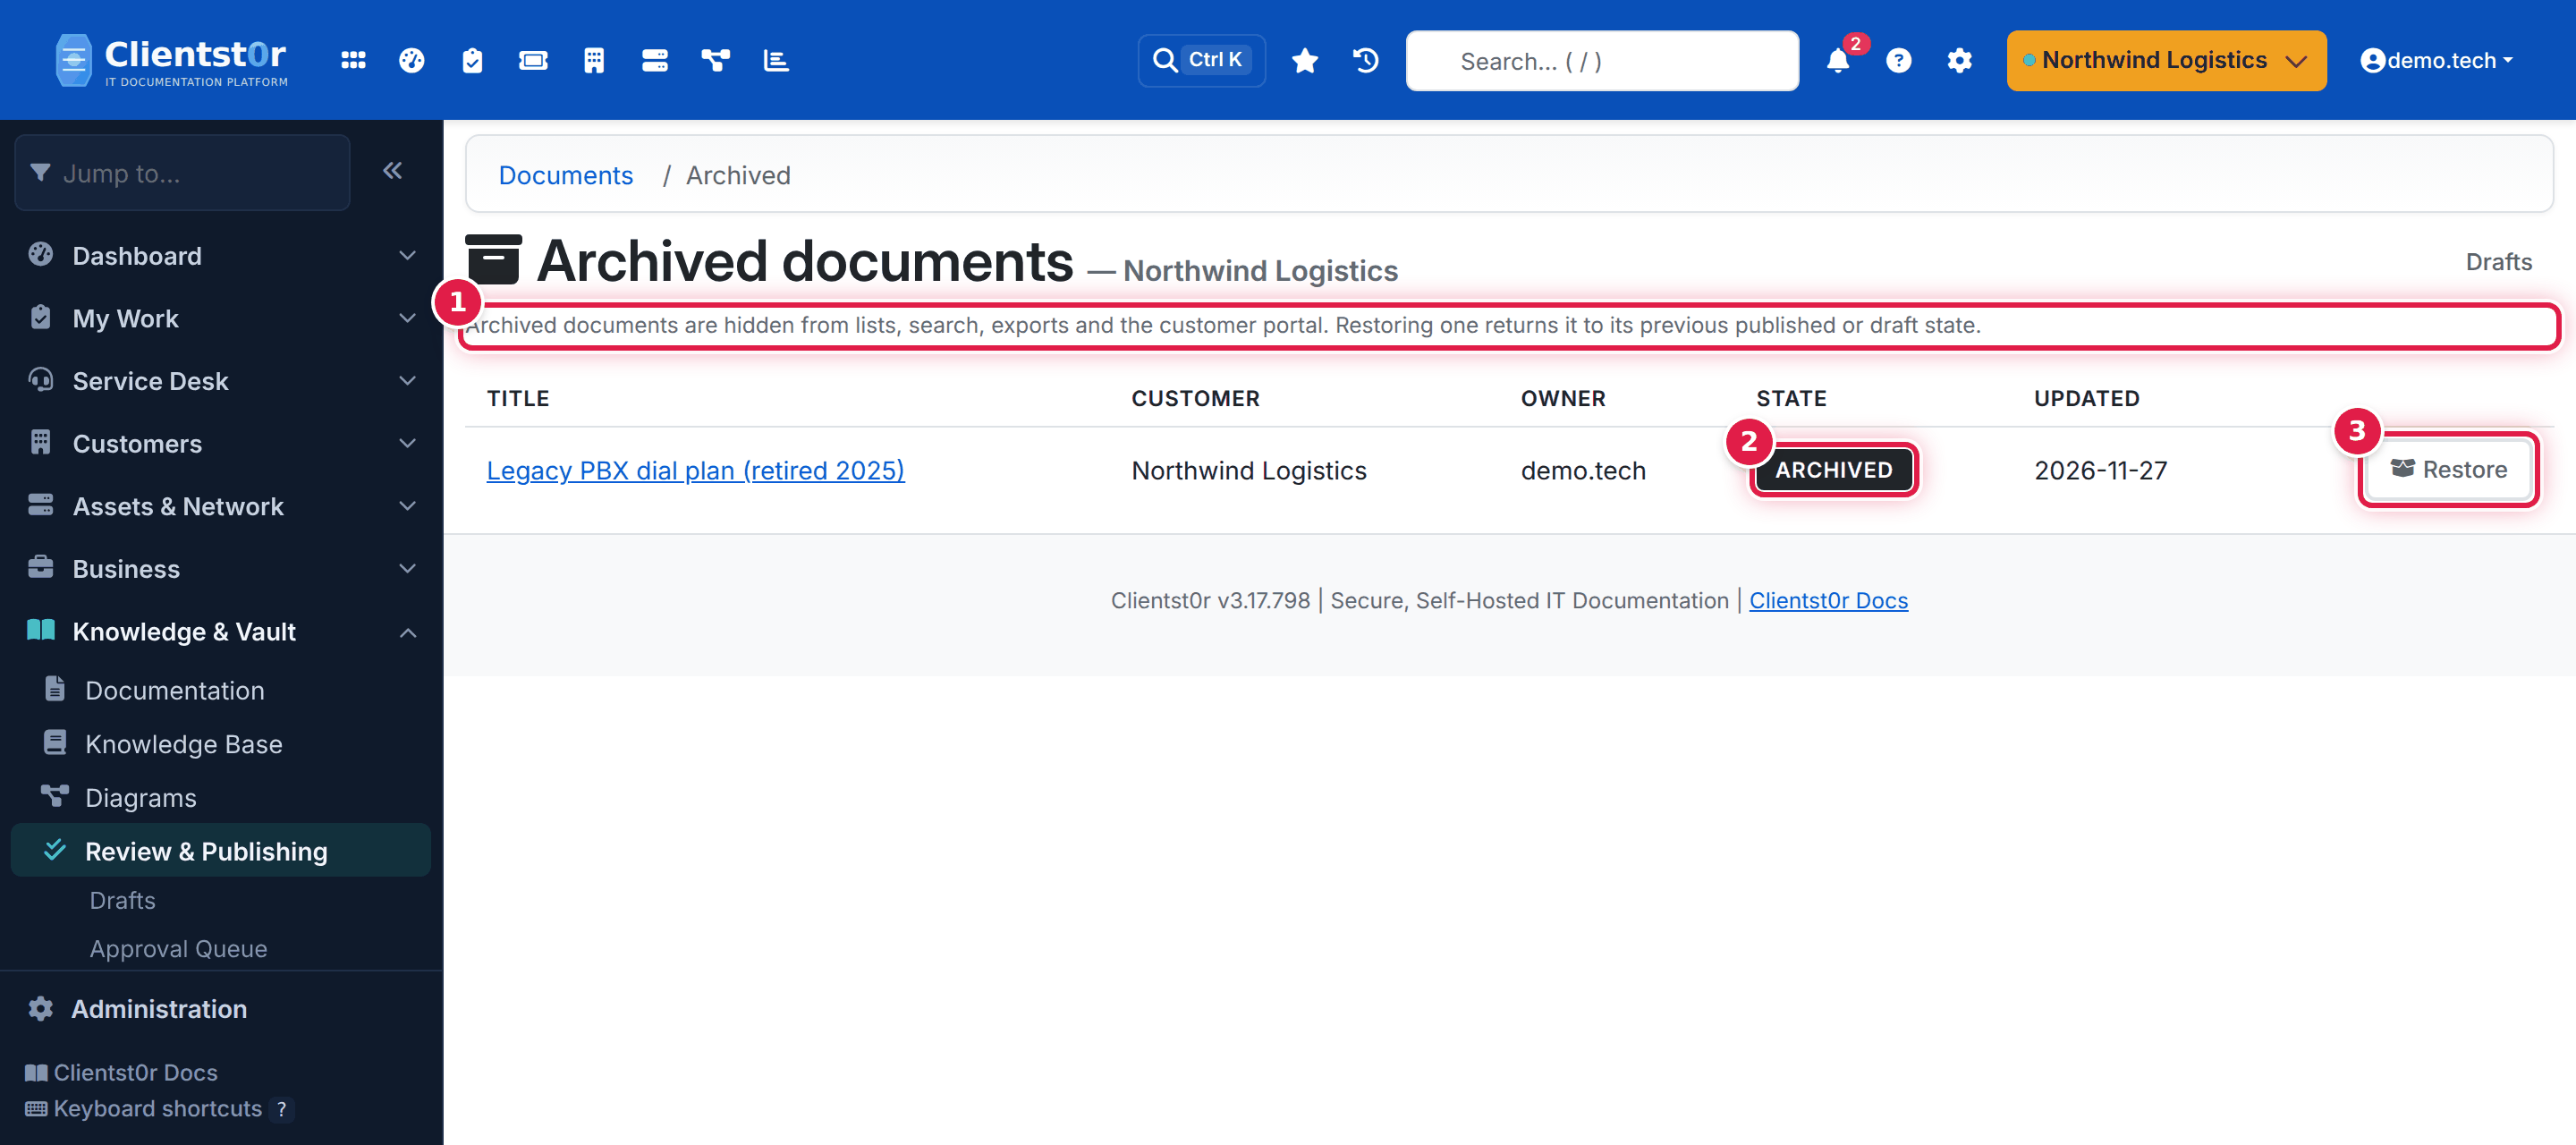 Clientst0r
IT DOCUMENTATION PLATFORM
Ctrl K
Search... ( / )
2
?
Northwind Logistics
demo.tech
Jump to...
Dashboard
My Work
Service Desk
Customers
Assets & Network
Business
Knowledge & Vault
Documentation
Knowledge Base
Diagrams
Review & Publishing
Drafts
Approval Queue
Administration
Clientst0r Docs
Keyboard shortcuts ?
Documents / Archived
Archived documents — Northwind Logistics
Drafts
1
Archived documents are hidden from lists, search, exports and the customer portal. Restoring one returns it to its previous published or draft state.
TITLE CUSTOMER OWNER STATE UPDATED
2
3
Legacy PBX dial plan (retired 2025) Northwind Logistics demo.tech ARCHIVED 2026-11-27 Restore
Clientst0r v3.17.798 | Secure, Self-Hosted IT Documentation | Clientst0r Docs